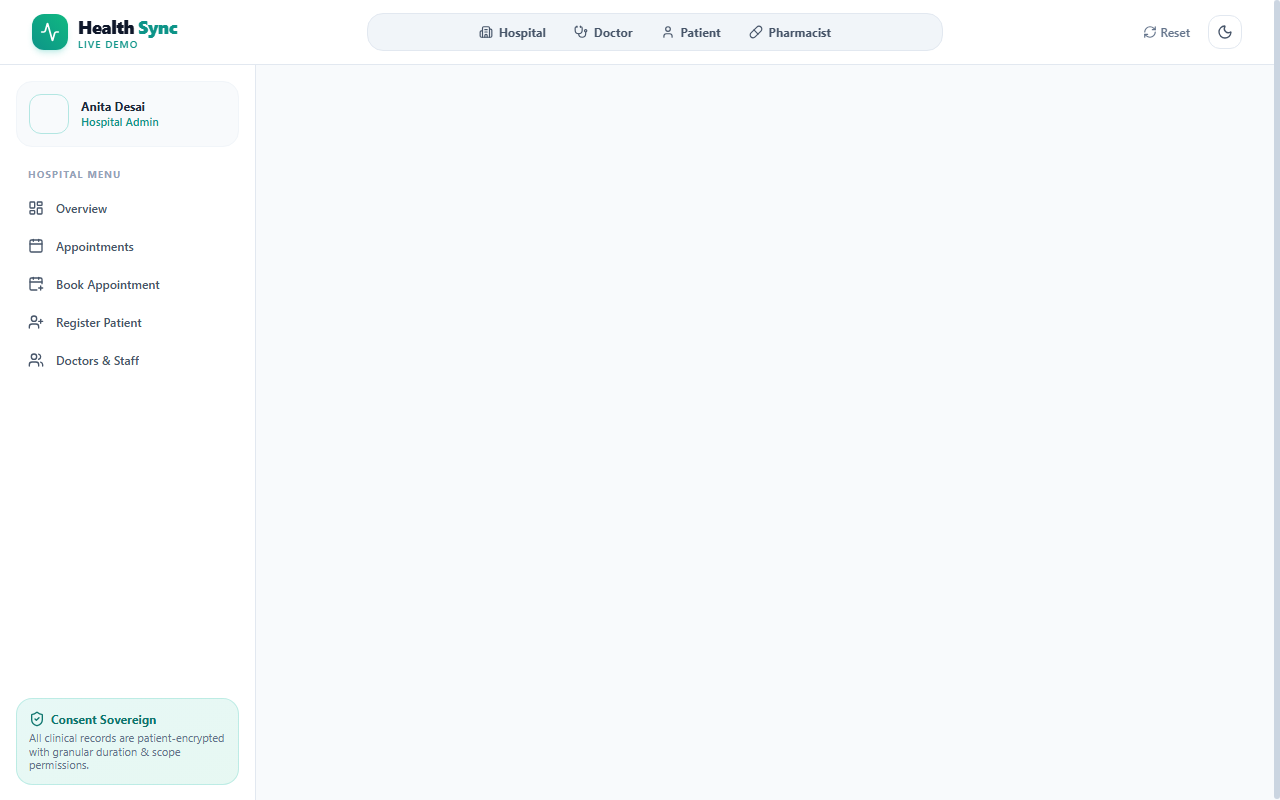 Health Sync
LIVE DEMO
Hospital
Doctor
Patient
Pharmacist
Reset
Anita Desai
Hospital Admin
HOSPITAL MENU
Overview
Appointments
Book Appointment
Register Patient
Doctors & Staff
Consent Sovereign
All clinical records are patient-encrypted
with granular duration & scope
permissions.